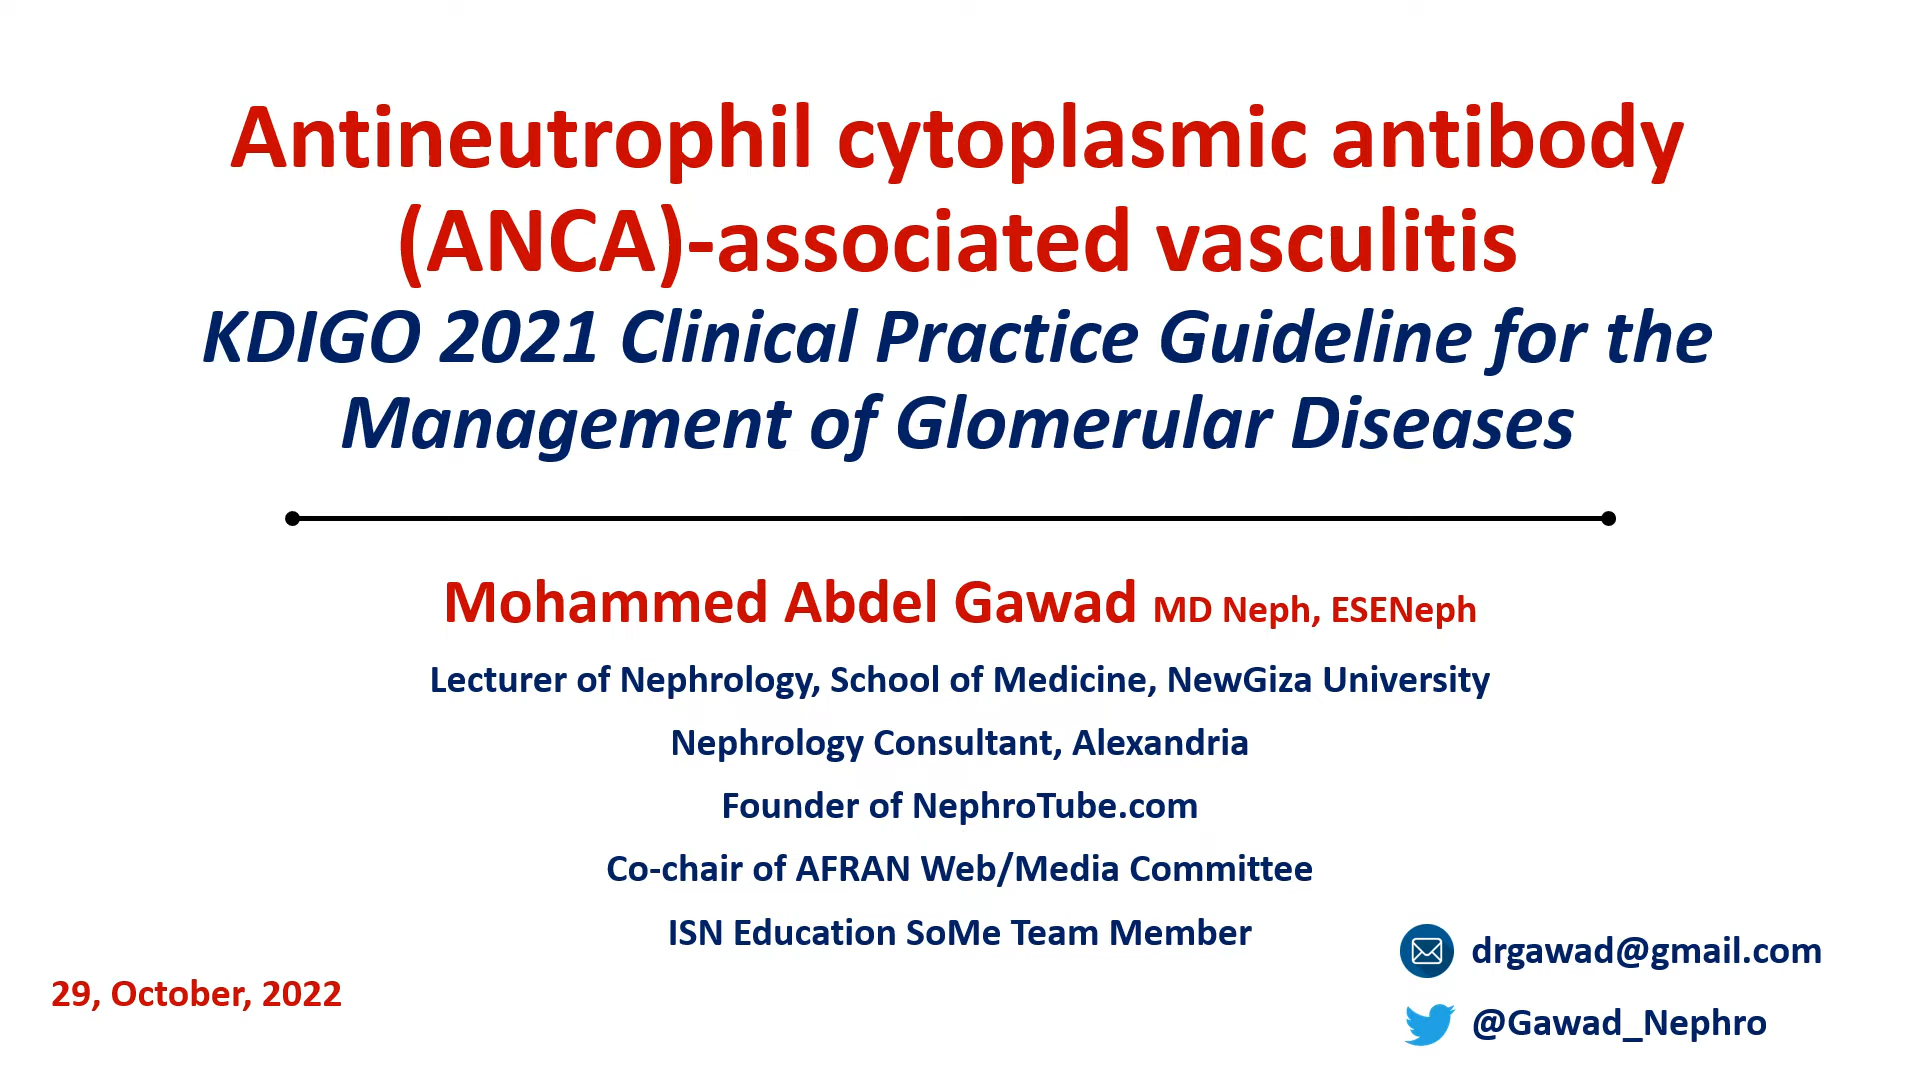 Antineutrophil cytoplasmic antibody
(ANCA)-associated vasculitis
KDIGO 2021 Clinical Practice Guideline for the
Management of Glomerular Diseases
Mohammed Abdel Gawad MD Neph, ESENeph
Lecturer of Nephrology, School of Medicine, NewGiza University
Nephrology Consultant, Alexandria
Founder of NephroTube.com
Co-chair of AFRAN Web/Media Committee
ISN Education SoMe Team Member
29, October, 2022
drgawad@gmail.com
@Gawad_Nephro